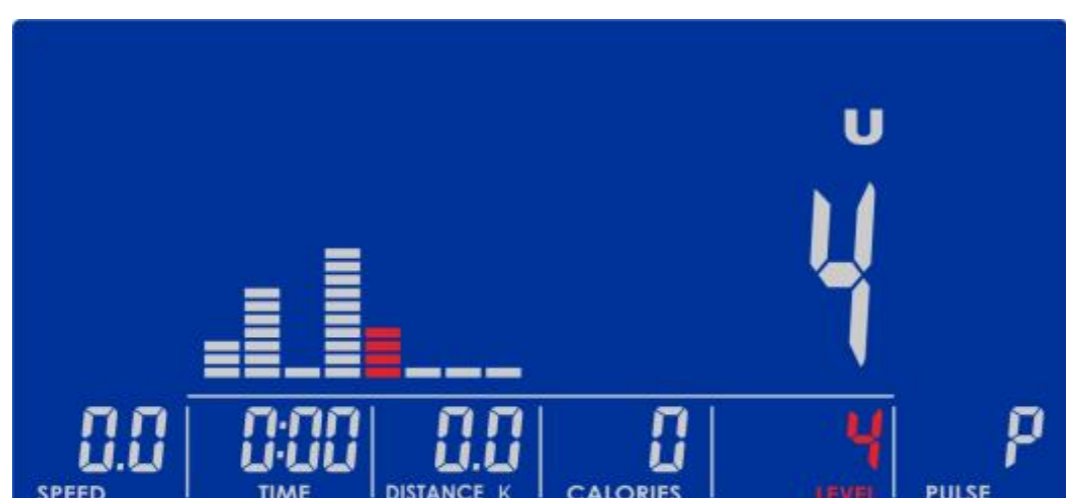 U
4
0.0 0:00 0.0 0 4 P
SPEED TIME DISTANCE K CALORIES LEVEL PULSE